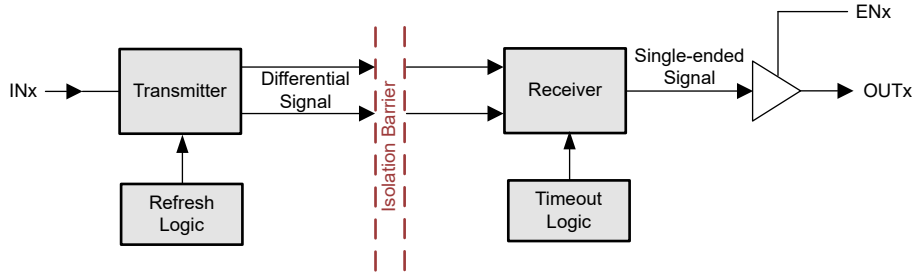 ENx
INx
Transmitter
Differential
Signal
Isolation Barrier
Receiver
Single-ended
Signal
OUTx
Refresh
Logic
Timeout
Logic